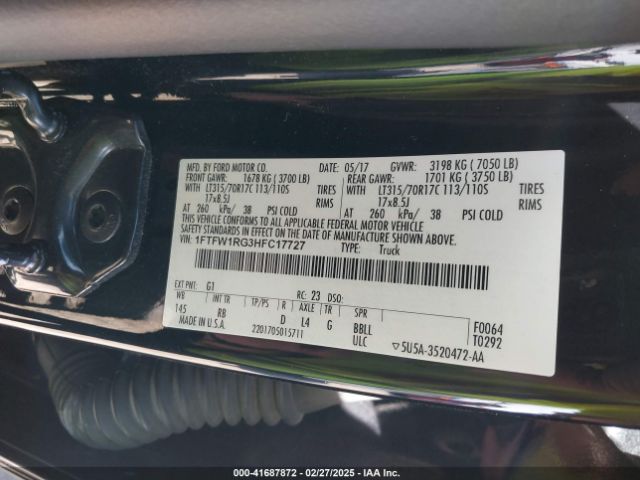 MFD. BY FORD MOTOR CO. DATE: 05/17 GVWR: 3198 KG ( 7050 LB)
FRONT GAWR: 1678 KG ( 3700 LB) REAR GAWR: 1701 KG ( 3750 LB)
WITH LT315/70R17C 113/110S TIRES WITH LT315/70R17C 113/110S TIRES
17x8.5J RIMS 17x8.5J RIMS
AT 260 kPa/ 38 PSI COLD AT 260 kPa/ 38 PSI COLD
THIS VEHICLE CONFORMS TO ALL APPLICABLE FEDERAL MOTOR VEHICLE
SAFETY STANDARDS IN EFFECT ON THE DATE OF MANUFACTURE SHOWN ABOVE.
VIN: 1FTFW1RG3HFC17727 TYPE: Truck
EXT PNT: G1 RC: 23 DSO:
WB INT TR TP/PS R AXLE TR SPR F0064
145 RB D L4 G BBLL T0292
MADE IN U.S.A. 2201705015711 ULC ▽5U5A-3520472-AA
000-41687872 / 02/27/2025 - IAA Inc.